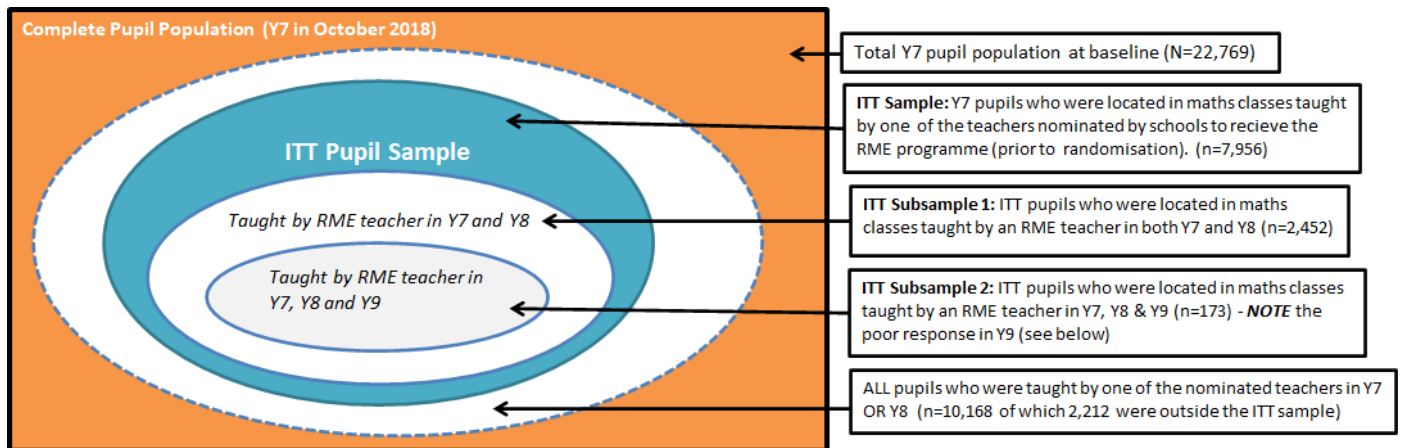 Complete Pupil Population (Y7 in October 2018)
ITT Pupil Sample
Taught by RME teacher in Y7 and Y8
Taught by RME teacher in
Y7, Y8 and Y9
Total Y7 pupil population at baseline (N=22,769)
ITT Sample: Y7 pupils who were located in maths classes taught
by one of the teachers nominated by schools to recieve the
RME programme (prior to randomisation). (n=7,956)
ITT Subsample 1: ITT pupils who were located in maths
classes taught by an RME teacher in both Y7 and Y8 (n=2,452)
ITT Subsample 2: ITT pupils who were located in maths classes
taught by an RME teacher in Y7, Y8 & Y9 (n=173) - NOTE the
poor response in Y9 (see below)
ALL pupils who were taught by one of the nominated teachers in Y7
OR Y8 (n=10,168 of which 2,212 were outside the ITT sample)